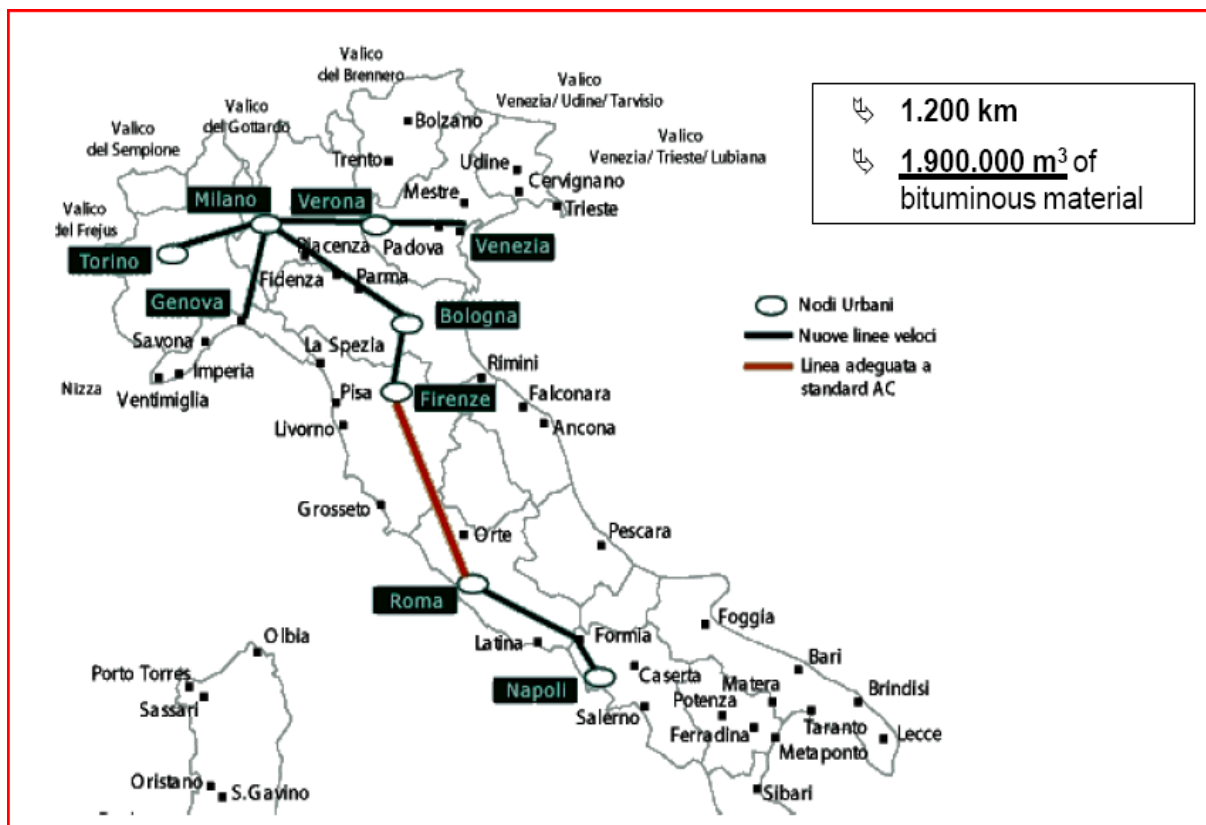 Valico
del Brennero
Valico
Venezia/ Udine/ Tarvisio
Valico
del Gottardo
Valico
del Sempione
Bolzano
Valico
Venezia/ Trieste/ Lubiana
Trento
Udine
Cervignano
Mestre
Trieste
Milano
Verona
Valico
del Frejus
Piacenza
Padova
Venezia
Torino
Fidenza
Parma
Genova
Bologna
Savona
La Spezia
Rimini
Nizza
Imperia
Ventimiglia
Pisa
Firenze
Falconara
Livorno
Ancona
Grosseto
Orte
Pescara
Roma
Foggia
Latina
Formia
Olbia
Bari
Porto Torres
Caserta
Matera
Brindisi
Napoli
Potenza
Sassari
Salerno
Taranto
Ferradina
Lecce
Metaponto
Oristano
S.Gavino
Sibari
1.200 km
1.900.000 m³ of
bituminous material
Nodi Urbani
Nuove linee veloci
Linea adeguata a
standard AC